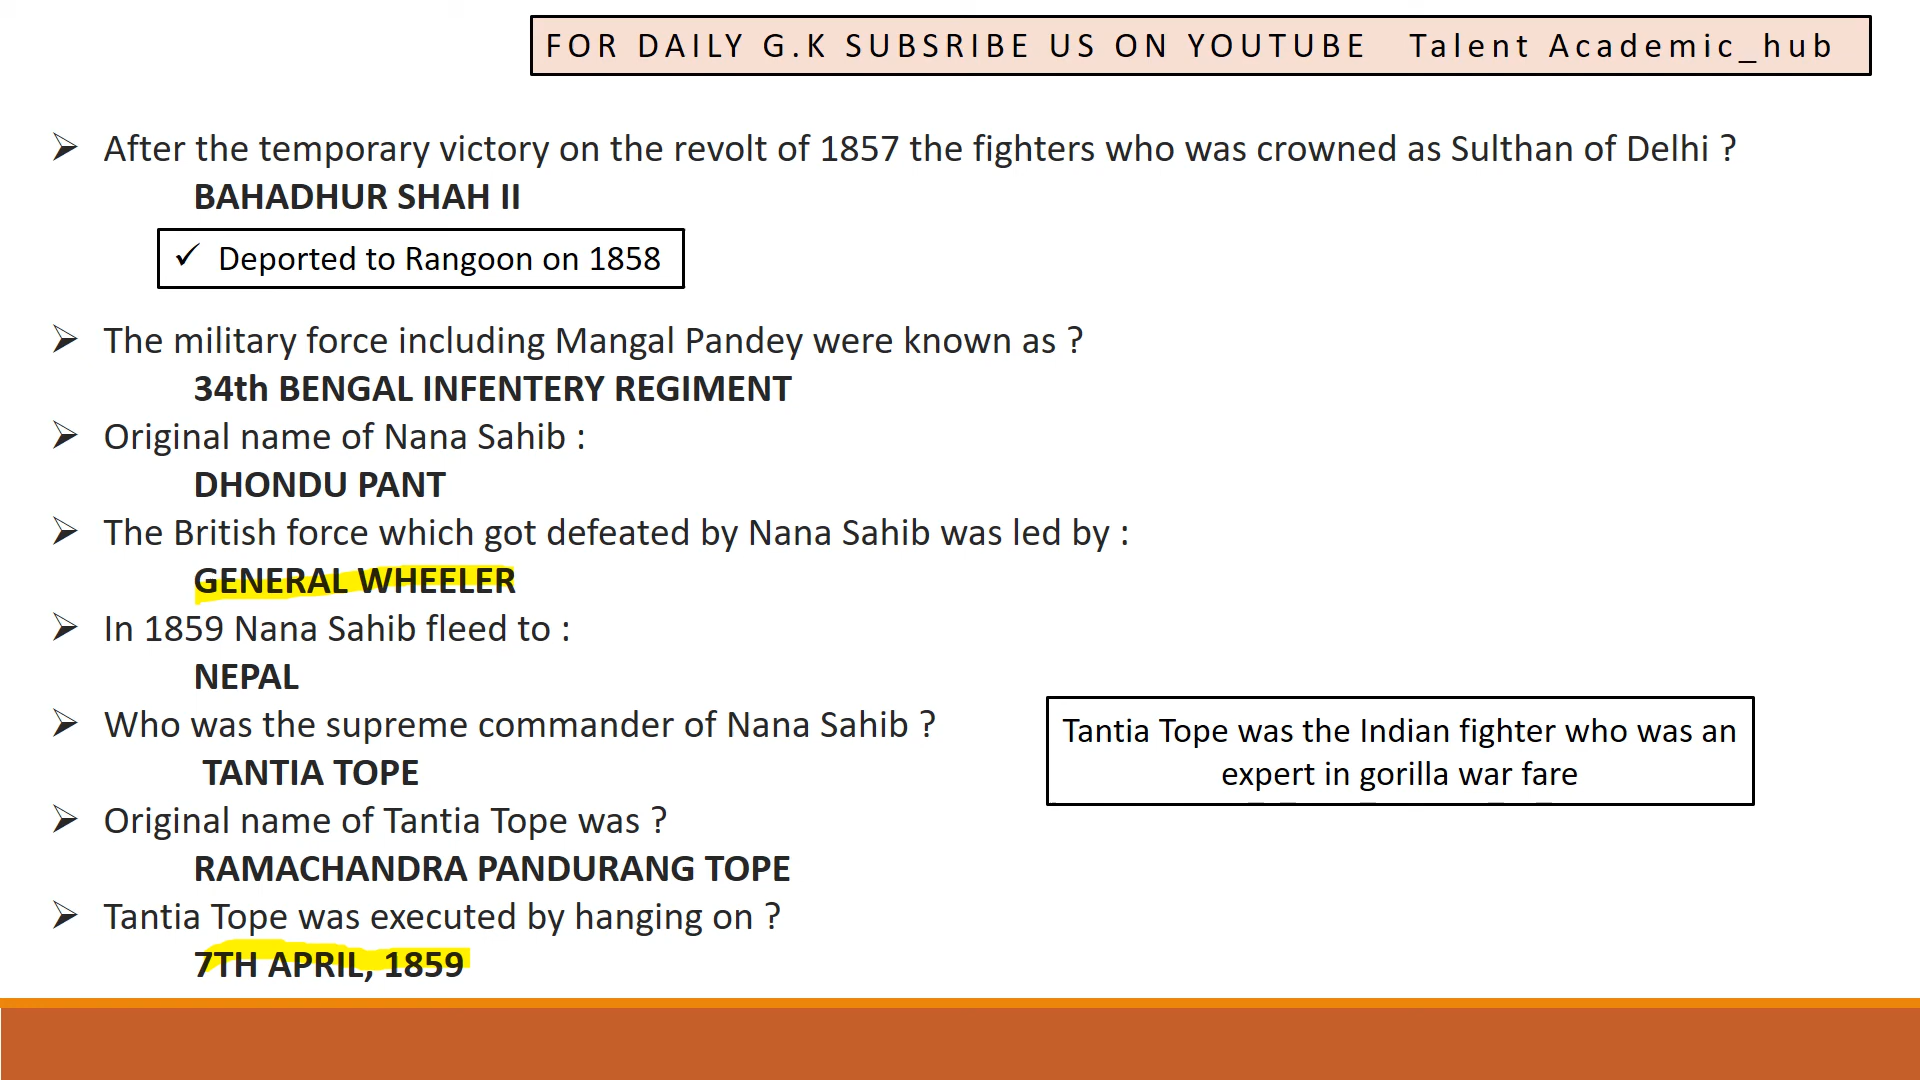 FOR DAILY G.K SUBSRIBE US ON YOUTUBE Talent Academic_hub
After the temporary victory on the revolt of 1857 the fighters who was crowned as Sulthan of Delhi ?
BAHADHUR SHAH II
✓ Deported to Rangoon on 1858
The military force including Mangal Pandey were known as ?
34th BENGAL INFENTERY REGIMENT
Original name of Nana Sahib :
DHONDU PANT
The British force which got defeated by Nana Sahib was led by :
GENERAL WHEELER
In 1859 Nana Sahib fleed to :
NEPAL
Who was the supreme commander of Nana Sahib ?
TANTIA TOPE
Tantia Tope was the Indian fighter who was an
expert in gorilla war fare
Original name of Tantia Tope was ?
RAMACHANDRA PANDURANG TOPE
Tantia Tope was executed by hanging on ?
7TH APRIL, 1859